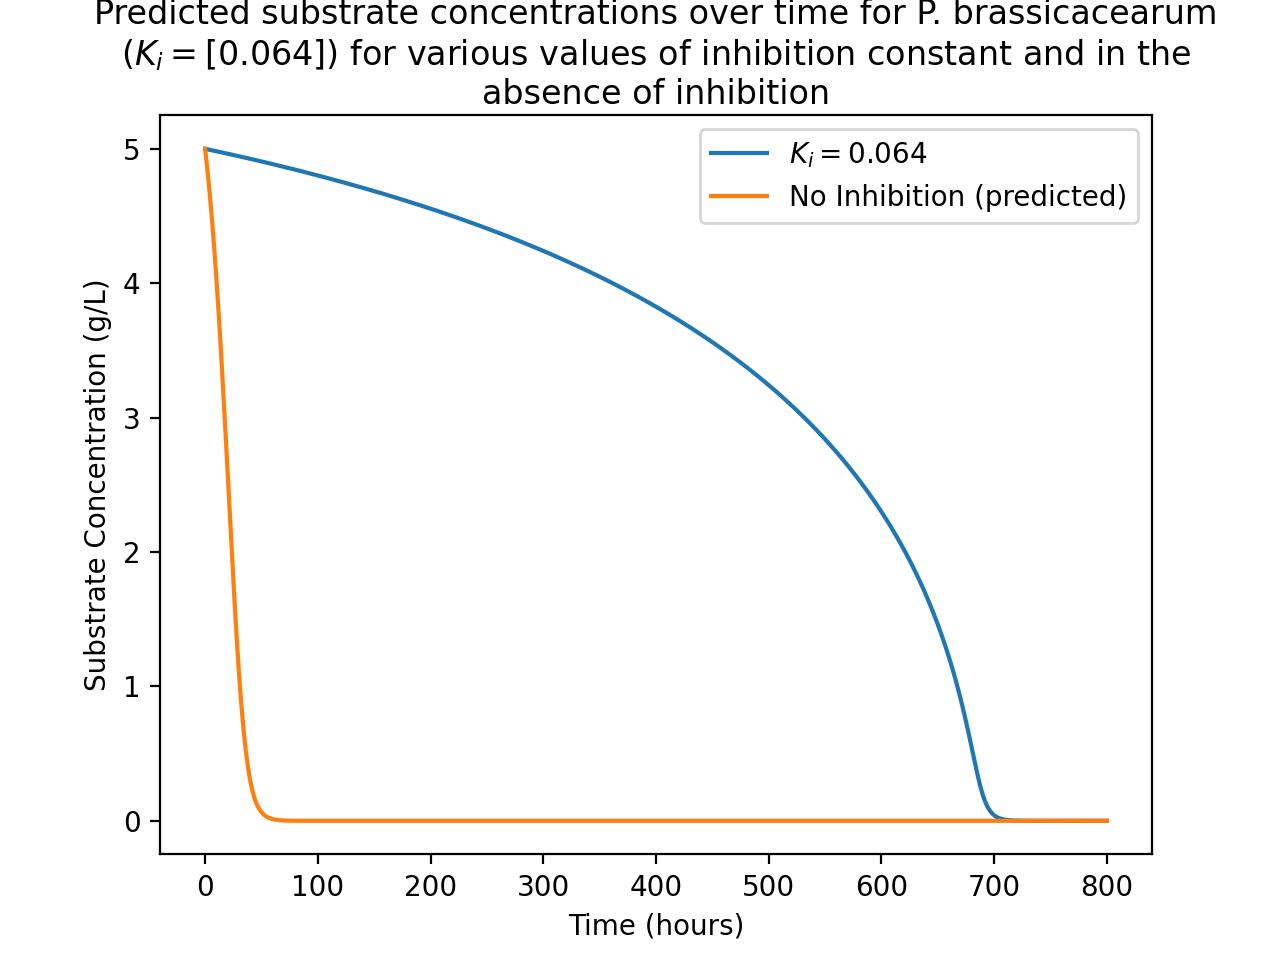 Predicted substrate concentrations over time for P. brassicacearum
(Kᵢ = [0.064]) for various values of inhibition constant and in the
absence of inhibition
Kᵢ = 0.064
No Inhibition (predicted)
Substrate Concentration (g/L)
5
4
3
2
1
0
0 100 200 300 400 500 600 700 800
Time (hours)